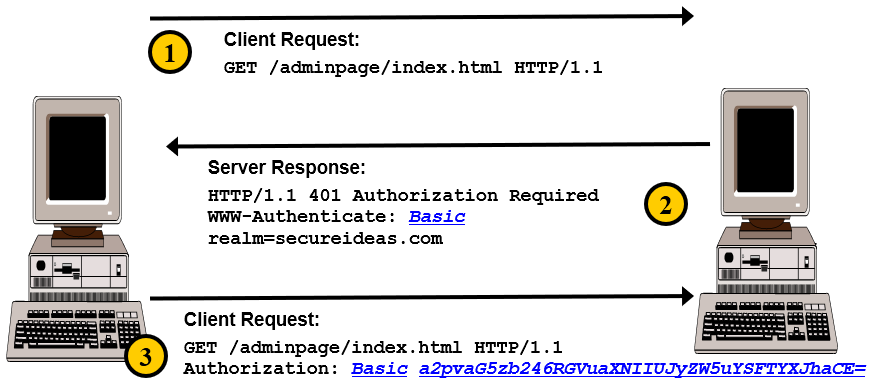 1
Client Request:
GET /adminpage/index.html HTTP/1.1
Server Response:
HTTP/1.1 401 Authorization Required
WWW-Authenticate: Basic
realm=secureideas.com
2
Client Request:
3
GET /adminpage/index.html HTTP/1.1
Authorization: Basic a2pvaG5zb246RGVuaXNIIUJyZW5uYSFTYXJhaCE=